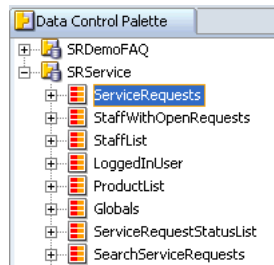 Data Control Palette
SRDemoFAQ
SRService
ServiceRequests
StaffWithOpenRequests
StaffList
LoggedInUser
ProductList
Globals
ServiceRequestStatusList
SearchServiceRequests